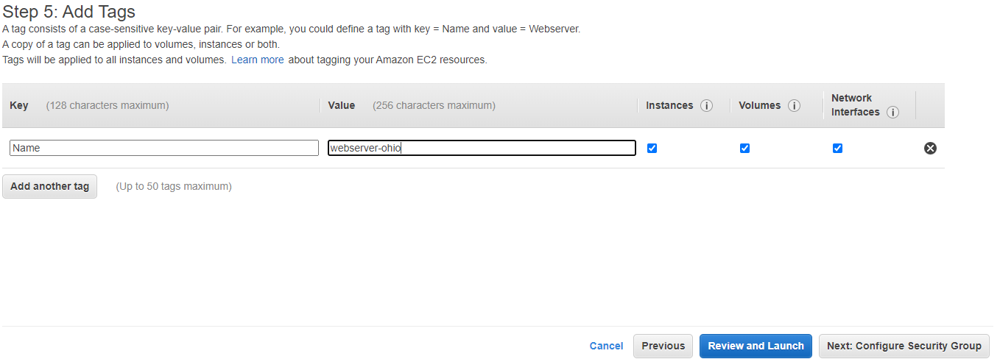 Step 5: Add Tags
A tag consists of a case-sensitive key-value pair. For example, you could define a tag with key = Name and value = Webserver.
A copy of a tag can be applied to volumes, instances or both.
Tags will be applied to all instances and volumes. Learn more about tagging your Amazon EC2 resources.
Key (128 characters maximum) Value (256 characters maximum) Instances i Volumes i Network
Interfaces i
Name webserver-ohio
Add another tag (Up to 50 tags maximum)
Cancel Previous Review and Launch Next: Configure Security Group